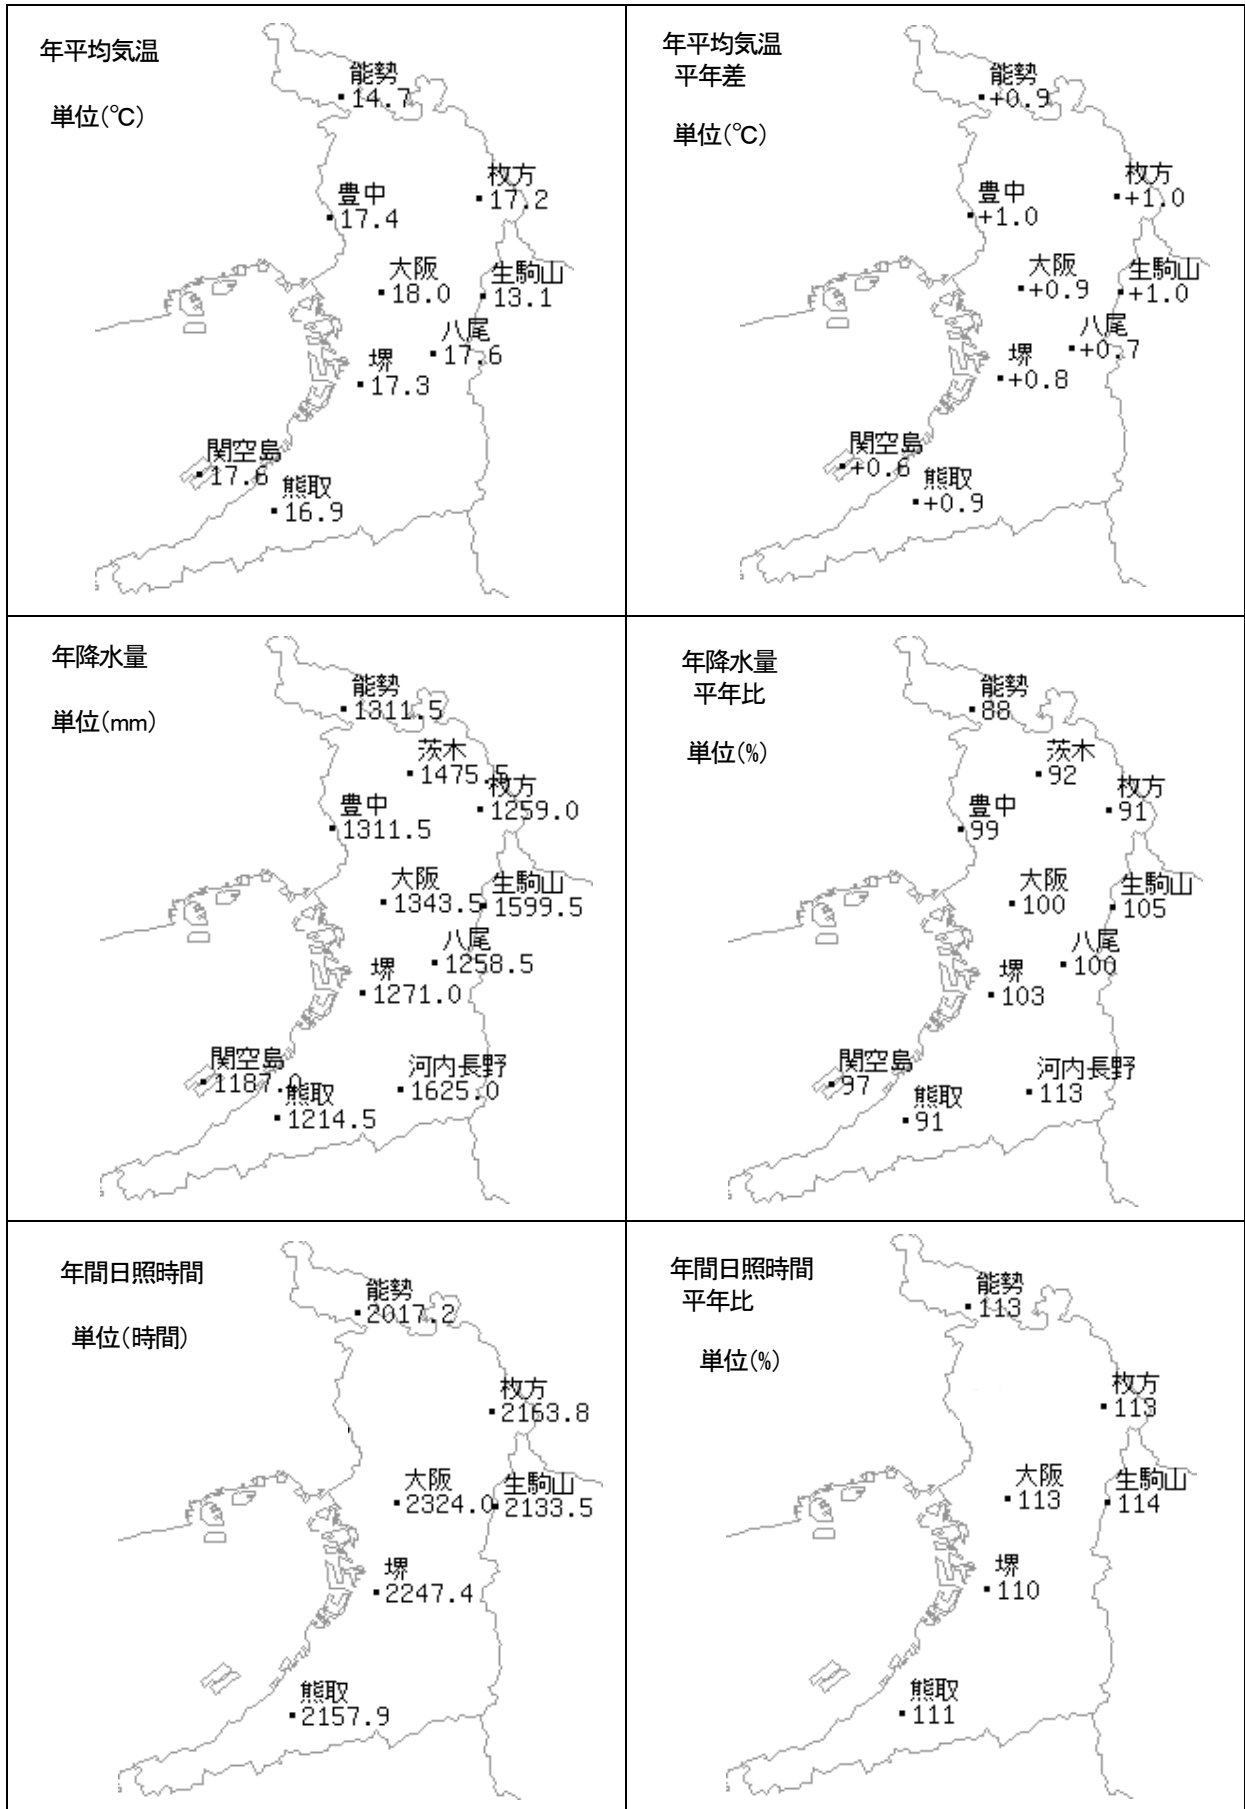 年平均気温
単位(℃)
能勢
14.7
枚方
17.2
豊中
17.4
大阪
18.0
生駒山
13.1
八尾
17.6
堺
17.3
関空島
17.6
熊取
16.9
年平均気温
平年差
単位(℃)
能勢
+0.9
枚方
+1.0
豊中
+1.0
大阪
+0.9
生駒山
+1.0
八尾
+0.7
堺
+0.8
関空島
+0.6
熊取
+0.9
年降水量
単位(mm)
能勢
1311.5
茨木
1475.5
枚方
1259.0
豊中
1311.5
大阪
1343.5
生駒山
1599.5
八尾
1258.5
堺
1271.0
関空島
1187.0
河内長野
1625.0
熊取
1214.5
年降水量
平年比
単位(%)
能勢
88
茨木
92
枚方
91
豊中
99
大阪
100
生駒山
105
八尾
100
堺
103
関空島
97
河内長野
113
熊取
91
年間日照時間
単位(時間)
能勢
2017.2
枚方
2163.8
大阪
2324.0
生駒山
2133.5
堺
2247.4
熊取
2157.9
年間日照時間
平年比
単位(%)
能勢
113
枚方
113
大阪
113
生駒山
114
堺
110
熊取
111